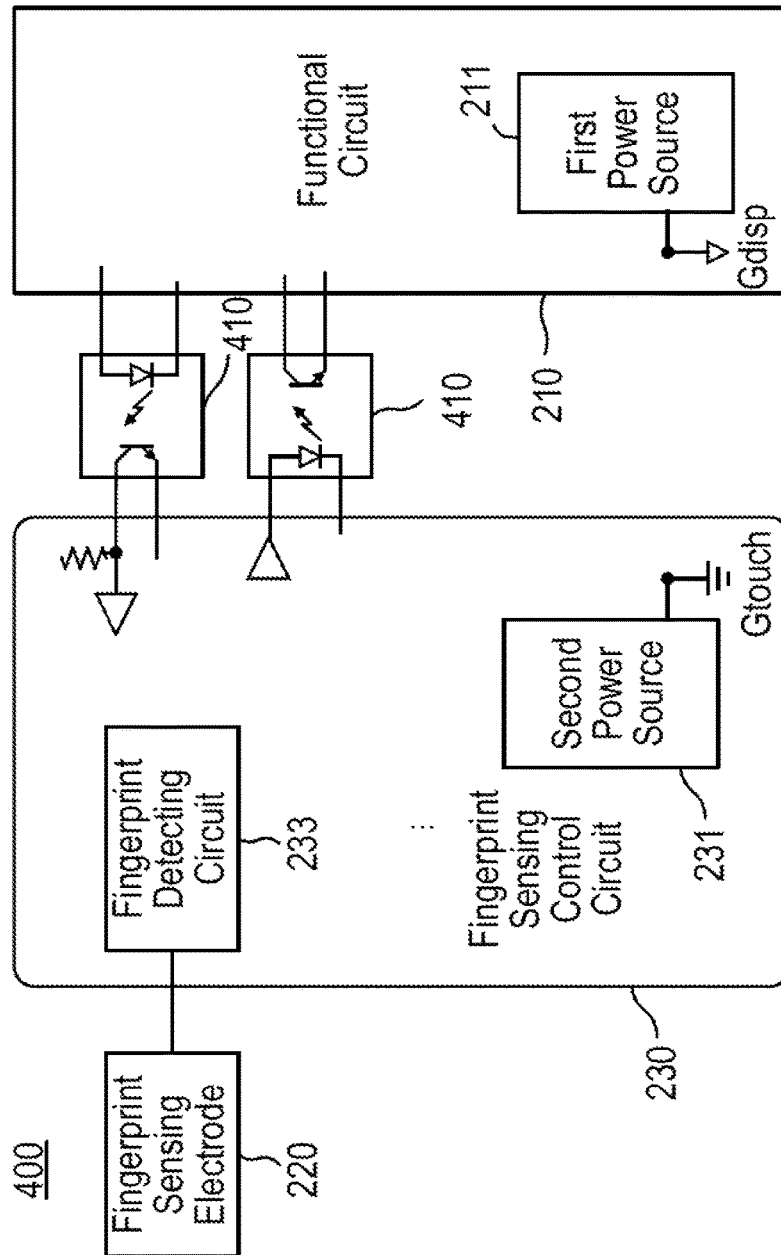 400
Fingerprint
Sensing
Electrode
220
Fingerprint
Detecting
Circuit
233
Fingerprint
Sensing
Control
Circuit
Second
Power
Source
231
Gtouch
230
410
410
Functional
Circuit
First
Power
Source
211
Gdisp
210